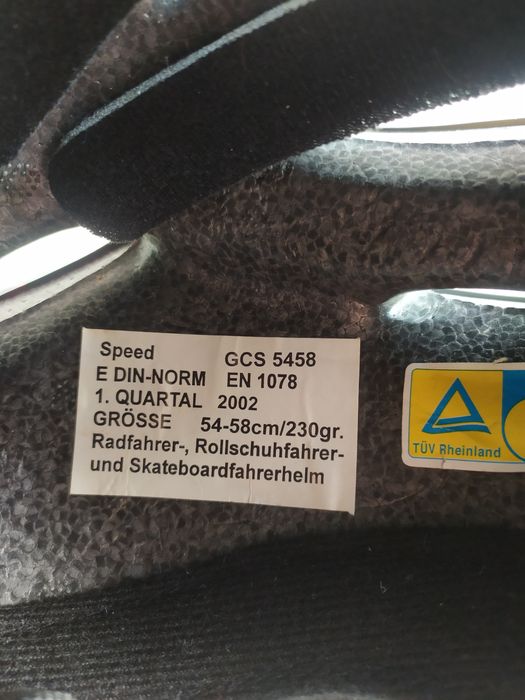 Speed GCS 5458
E DIN-NORM EN 1078
1. QUARTAL 2002
GRÖSSE 54-58cm/230gr.
Radfahrer-, Rollschuhfahrer-
und Skateboardfahrerhelm
TÜV Rheinland